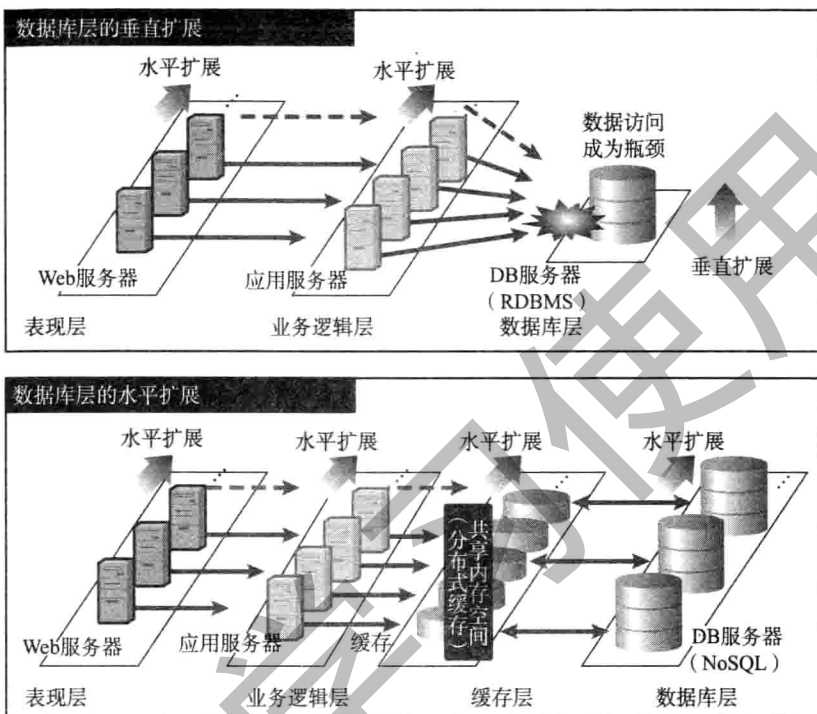 数据库层的垂直扩展
水平扩展
水平扩展
数据访问
成为瓶颈
Web服务器
应用服务器
DB服务器
（RDBMS）
垂直扩展
表现层
业务逻辑层
数据库层
数据库层的水平扩展
水平扩展
水平扩展
水平扩展
水平扩展
共享内存空间
（分布式缓存）
Web服务器
应用服务器
缓存
DB服务器
（NoSQL）
表现层
业务逻辑层
缓存层
数据库层
学习使用